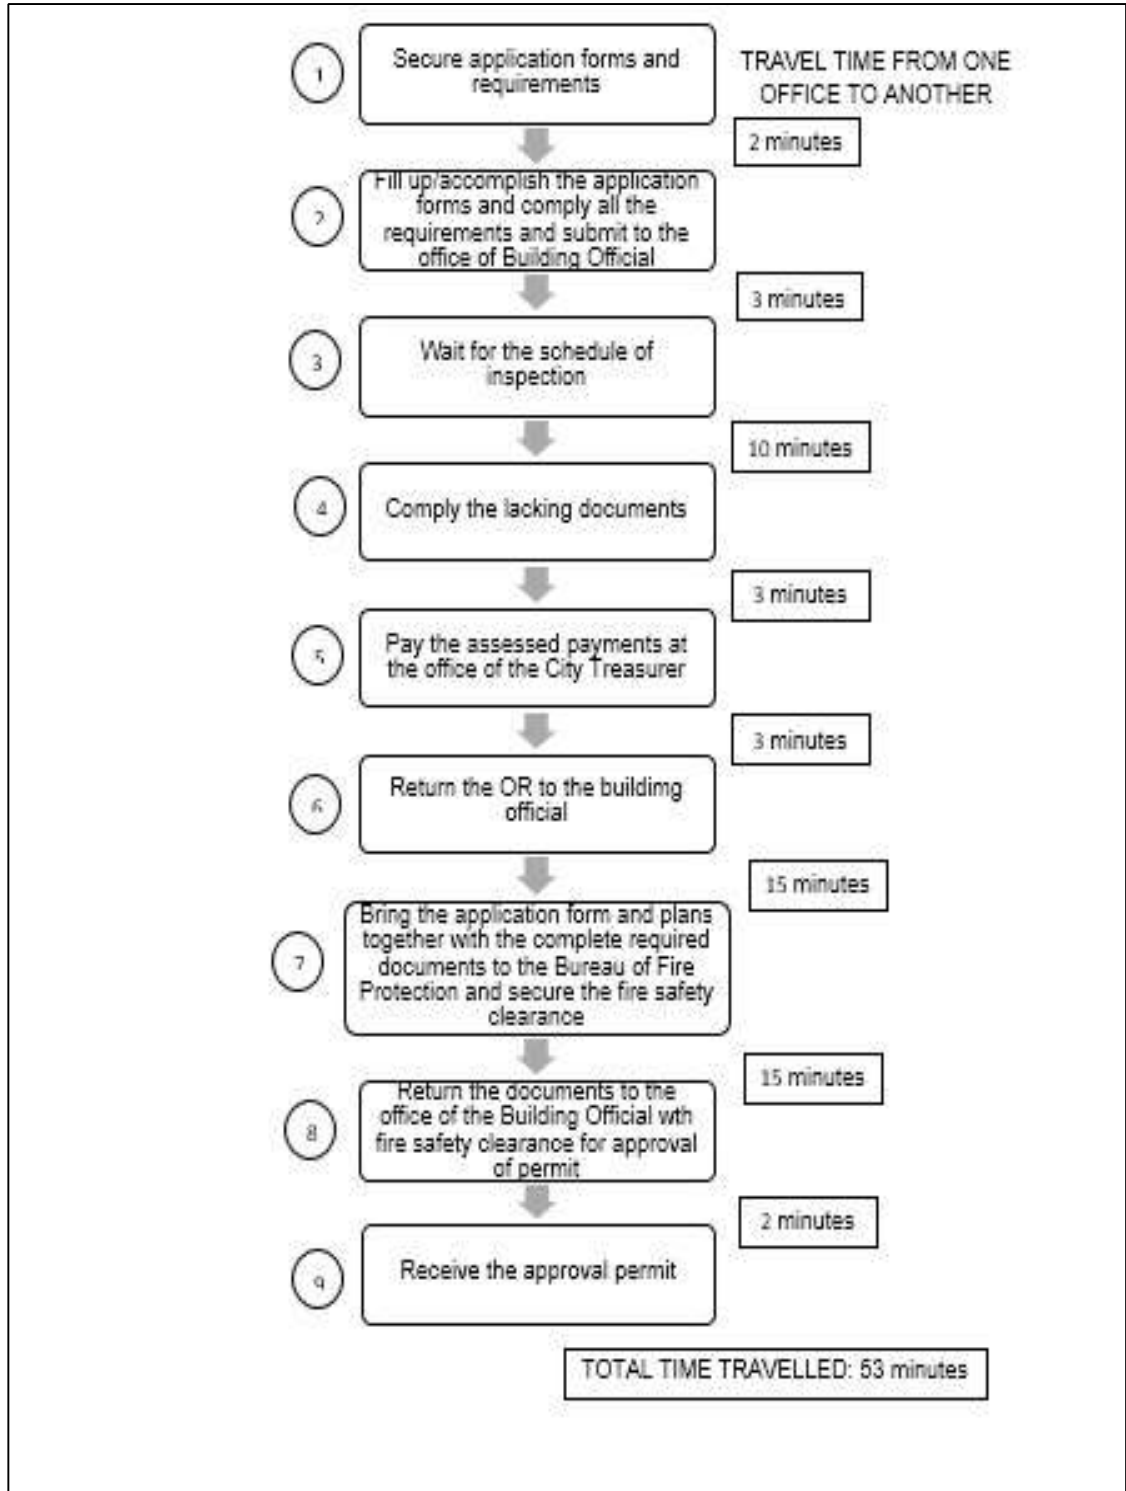 1
Secure application forms and
requirements
TRAVEL TIME FROM ONE
OFFICE TO ANOTHER
2 minutes
2
Fill up/accomplish the application
forms and comply all the
requirements and submit to the
office of Building Official
3 minutes
3
Wait for the schedule of
inspection
10 minutes
4
Comply the lacking documents
3 minutes
5
Pay the assessed payments at
the office of the City Treasurer
3 minutes
6
Return the OR to the buildimg
official
15 minutes
7
Bring the application form and plans
together with the complete required
documents to the Bureau of Fire
Protection and secure the fire safety
clearance
15 minutes
8
Return the documents to the
office of the Building Official wth
fire safety clearance for approval
of permit
2 minutes
9
Receive the approval permit
TOTAL TIME TRAVELLED: 53 minutes